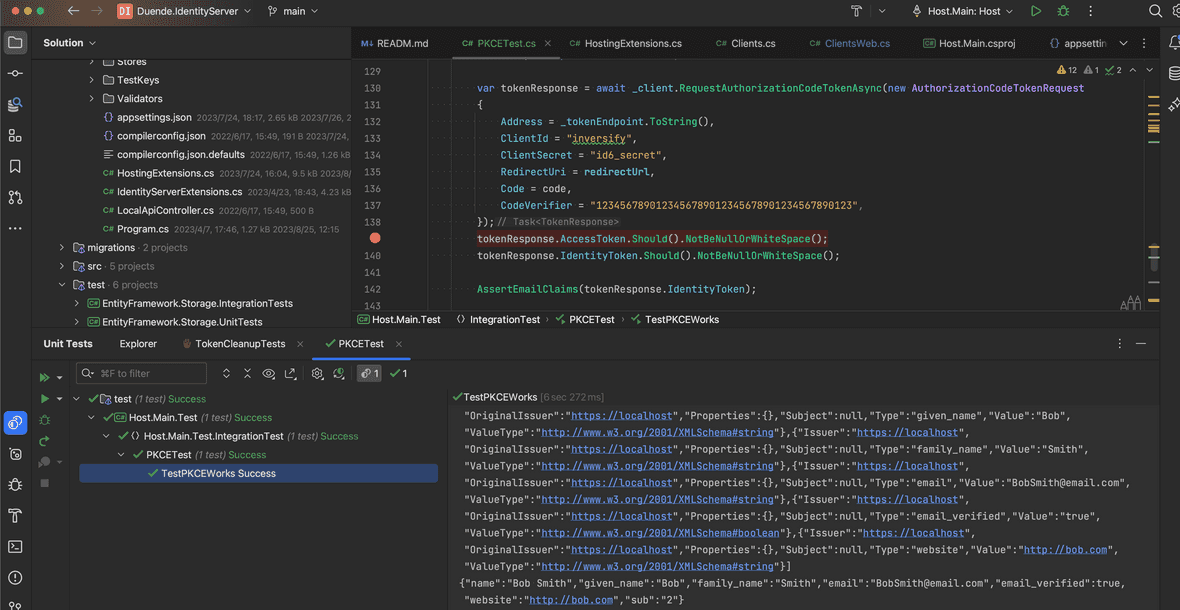 DI Duende.IdentityServer main Host.Main: Host
Solution
READM.md PKCETest.cs HostingExtensions.cs Clients.cs ClientsWeb.cs Host.Main.csproj appsettin
Stores
TestKeys
Validators
appsettings.json 2023/7/24, 18:17, 2.65 kB 2023/7/26, 2
compilerconfig.json 2022/6/17, 15:49, 191 B 2023/7/24,
compilerconfig.json.defaults 2022/6/17, 15:49, 1.26 kB
C# HostingExtensions.cs 2023/7/24, 16:04, 9.5 kB 2023/8/
C# IdentityServerExtensions.cs 2023/4/23, 18:43, 4.23 kB
C# LocalApiController.cs 2022/6/17, 15:49, 500 B
C# Program.cs 2023/4/7, 17:46, 1.27 kB 2023/8/25, 12:15
migrations · 2 projects
src · 5 projects
test · 6 projects
C# EntityFramework.Storage.IntegrationTests
C# EntityFramework.Storage.UnitTests
12 1 2
129
130 var tokenResponse = await _client.RequestAuthorizationCodeTokenAsync(new AuthorizationCodeTokenRequest
131 {
132 Address = _tokenEndpoint.ToString(),
133 ClientId = "inversify",
134 ClientSecret = "id6_secret",
135 RedirectUri = redirectUrl,
136 Code = code,
137 CodeVerifier = "1234567890123456789012345678901234567890123",
138 }); // Task<TokenResponse>
tokenResponse.AccessToken.Should().NotBeNullOrWhiteSpace();
140 tokenResponse.IdentityToken.Should().NotBeNullOrWhiteSpace();
141
142 AssertEmailClaims(tokenResponse.IdentityToken);
143
C# Host.Main.Test › IntegrationTest › PKCETest › TestPKCEWorks
Unit Tests Explorer TokenCleanupTests PKCETest
⌘F to filter 1 1
test (1 test) Success
C# Host.Main.Test (1 test) Success
Host.Main.Test.IntegrationTest (1 test) Success
PKCETest (1 test) Success
TestPKCEWorks Success
TestPKCEWorks [6 sec 272 ms]
"OriginalIssuer":"https://localhost","Properties":{},"Subject":null,"Type":"given_name","Value":"Bob",
"ValueType":"http://www.w3.org/2001/XMLSchema#string"},{"Issuer":"https://localhost",
"OriginalIssuer":"https://localhost","Properties":{},"Subject":null,"Type":"family_name","Value":"Smith",
"ValueType":"http://www.w3.org/2001/XMLSchema#string"},{"Issuer":"https://localhost",
"OriginalIssuer":"https://localhost","Properties":{},"Subject":null,"Type":"email","Value":"BobSmith@email.com",
"ValueType":"http://www.w3.org/2001/XMLSchema#string"},{"Issuer":"https://localhost",
"OriginalIssuer":"https://localhost","Properties":{},"Subject":null,"Type":"email_verified","Value":"true",
"ValueType":"http://www.w3.org/2001/XMLSchema#boolean"},{"Issuer":"https://localhost",
"OriginalIssuer":"https://localhost","Properties":{},"Subject":null,"Type":"website","Value":"http://bob.com",
"ValueType":"http://www.w3.org/2001/XMLSchema#string"}]
{"name":"Bob Smith","given_name":"Bob","family_name":"Smith","email":"BobSmith@email.com","email_verified":true,
"website":"http://bob.com","sub":"2"}